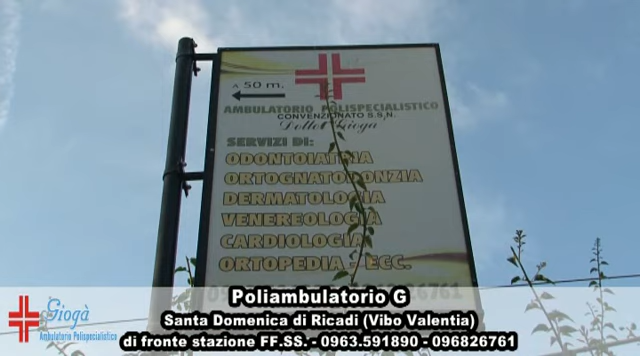 A 50 m.
AMBULATORIO POLISPECIALISTICO
CONVENZIONATO S.S.N.
Dottor Giogà
SERVIZI DI:
ODONTOIATRIA
ORTOGNATODONZIA
DERMATOLOGIA
VENEREOLOGIA
CARDIOLOGIA
ORTOPEDIA - ECC.
Poliambulatorio G
Santa Domenica di Ricadi (Vibo Valentia)
di fronte stazione FF.SS. - 0963.591890 - 096826761
Giogà
Ambulatorio Polispecialistico